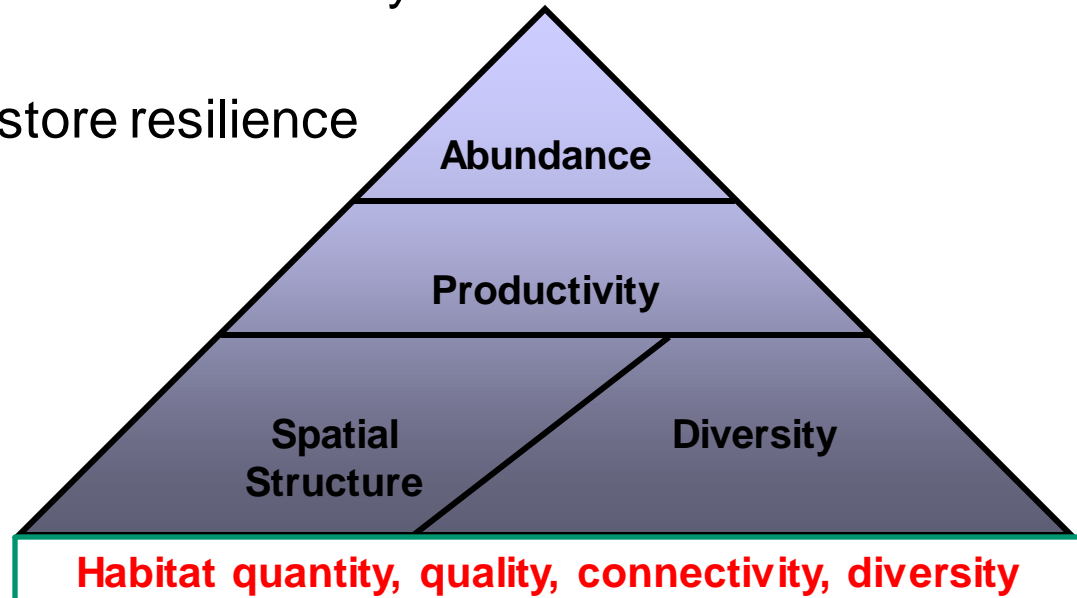 store resilience
Abundance
Productivity
Spatial
Structure
Diversity
Habitat quantity, quality, connectivity, diversity